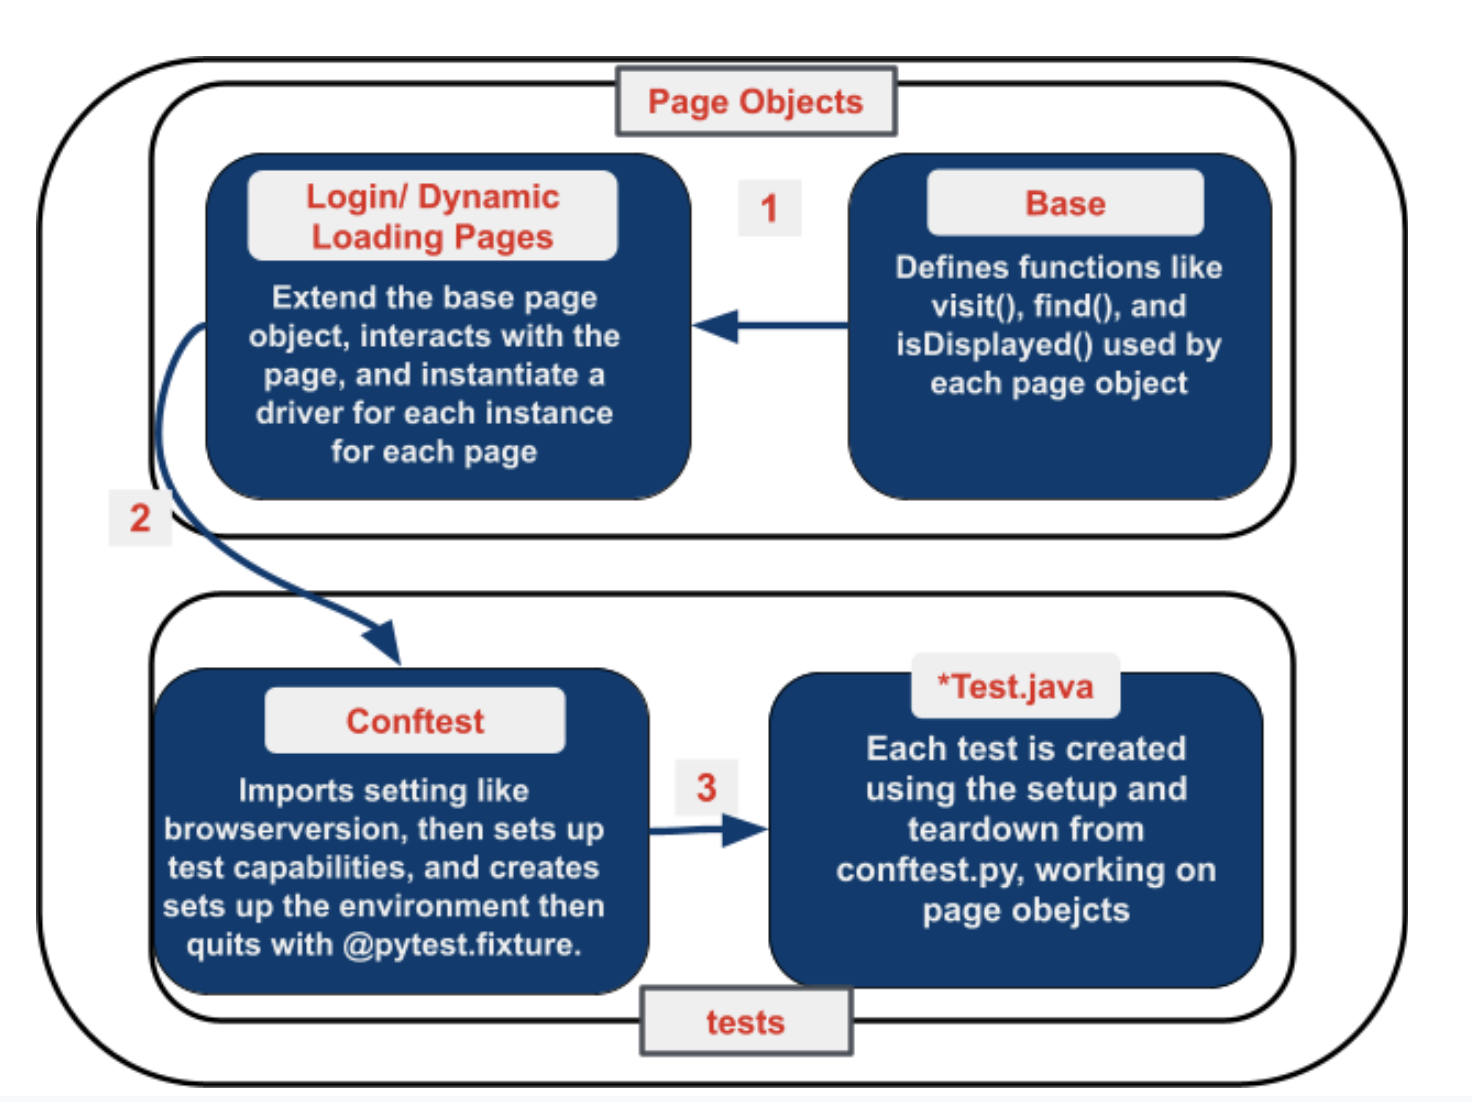 Page Objects
Login/ Dynamic
Loading Pages
Extend the base page
object, interacts with the
page, and instantiate a
driver for each instance
for each page
1
Base
Defines functions like
visit(), find(), and
isDisplayed() used by
each page object
2
Conftest
Imports setting like
browserversion, then sets up
test capabilities, and creates
sets up the environment then
quits with @pytest.fixture.
3
*Test.java
Each test is created
using the setup and
teardown from
conftest.py, working on
page obejcts
tests